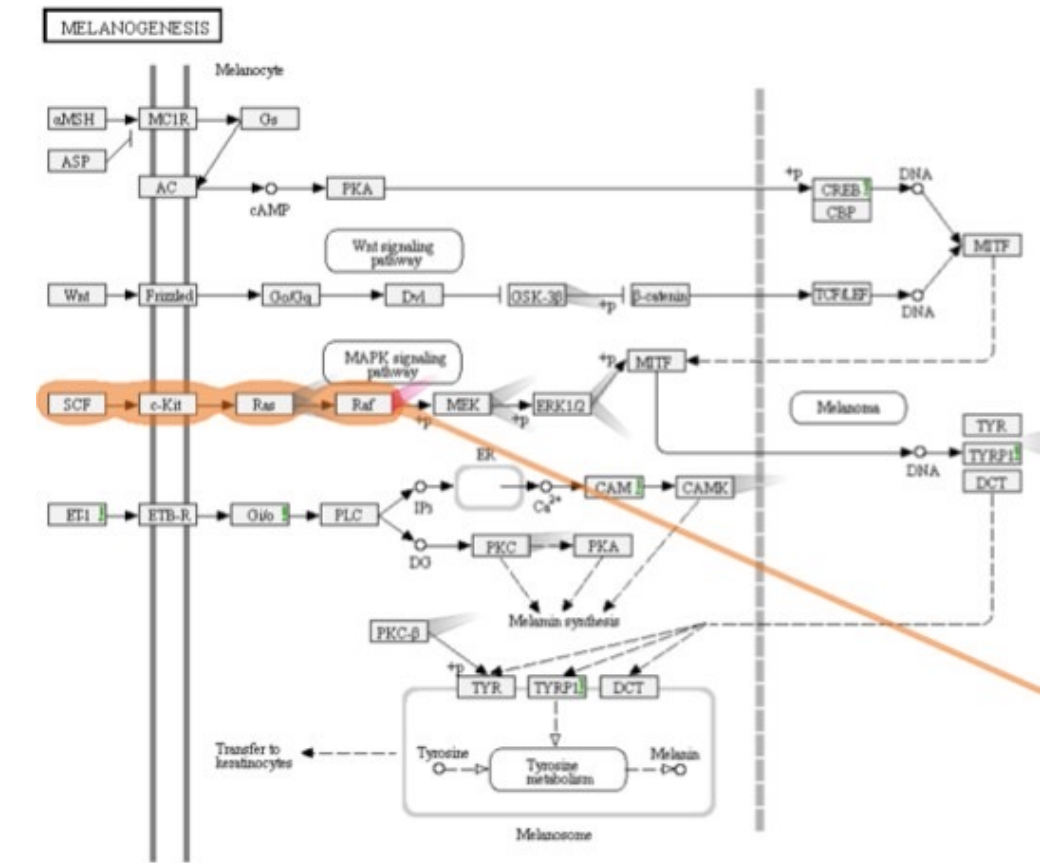 MELANOGENESIS
Melanocyte
αMSH
MC1R
Gs
ASP
AC
cAMP
PKA
+p
CREB
CBP
DNA
MITF
Wnt signaling
pathway
Wnt
Frizzled
Go/Gq
Dvl
GSK-3β
+p
β-catenin
TCF/LEF
DNA
MAPK signaling
pathway
+p
MITF
SCF
c-Kit
Ras
Raf
+p
MEK
+p
ERK1/2
Melanoma
TYR
TYRP1
DCT
DNA
ER
IP3
Ca2+
CAM
CAMK
ET-1
ETB-R
Gi/o
PLC
DG
PKC
PKA
Melanin synthesis
PKC-β
+p
TYR
TYRP1
DCT
Transfer to
keratinocytes
Tyrosine
Tyrosine
metabolism
Melanin
Melanosome